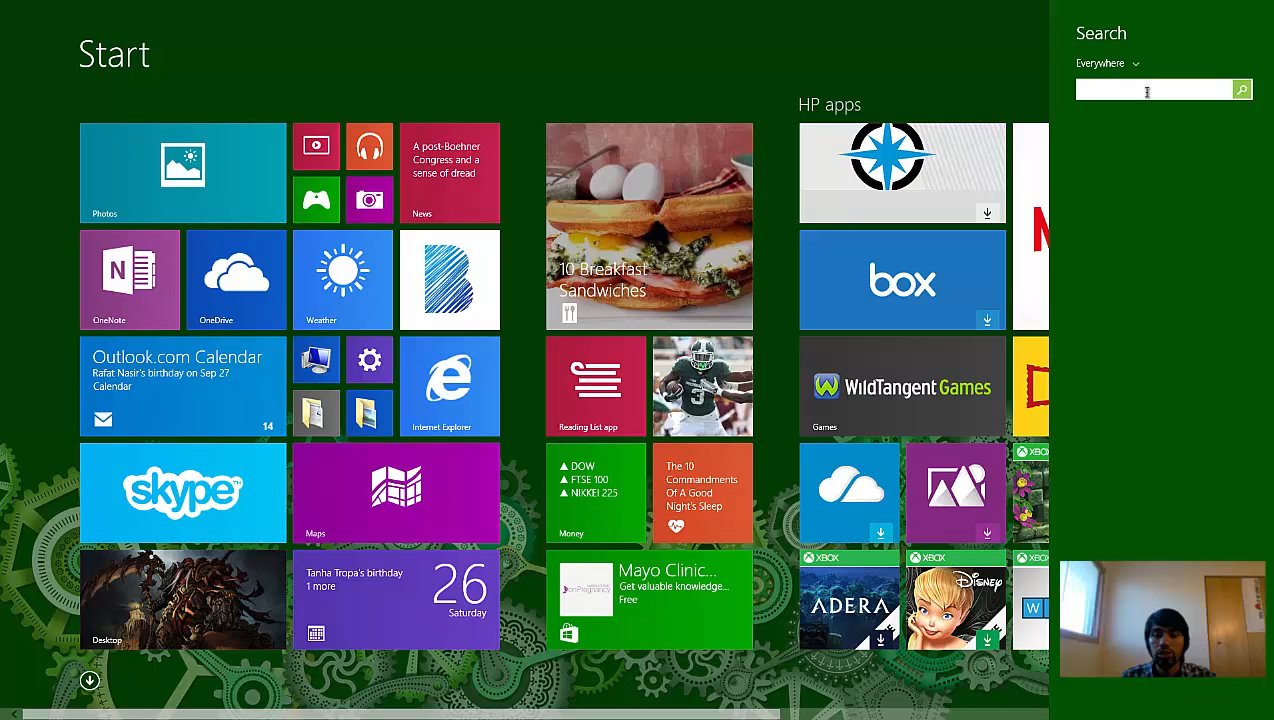 Start
Search
Everywhere
HP apps
Photos
A post-Boehner
Congress and a
sense of dread
News
10 Breakfast
Sandwiches
OneNote
OneDrive
Weather
box
Outlook.com Calendar
Rafat Nasir's birthday on Sep 27
Calendar
14
Internet Explorer
Reading List app
3
WildTangent Games
Games
skype
Maps
DOW
FTSE 100
NIKKEI 225
Money
The 10
Commandments
Of A Good
Night's Sleep
XBOX
Desktop
Tanha Tropa's birthday
1 more
26
Saturday
Mayo Clinic...
Get valuable knowledge...
Free
XBOX
ADERA
XBOX
Disney
XBOX
W